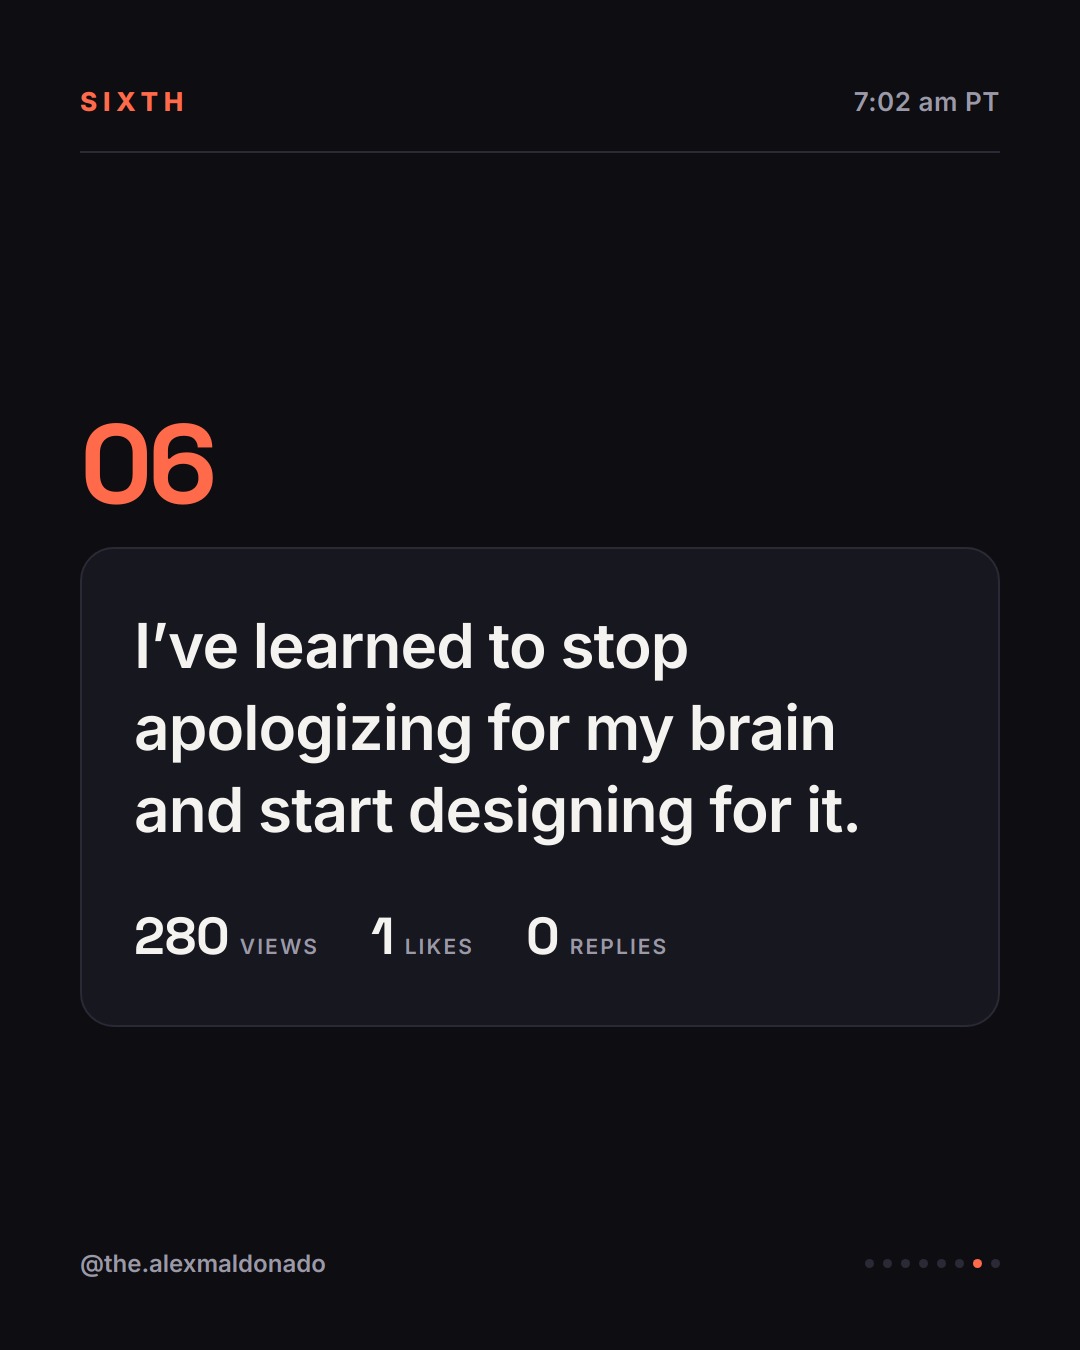 SIXTH
7:02 am PT
06
I’ve learned to stop
apologizing for my brain
and start designing for it.
280 VIEWS 1 LIKES 0 REPLIES
@the.alexmaldonado